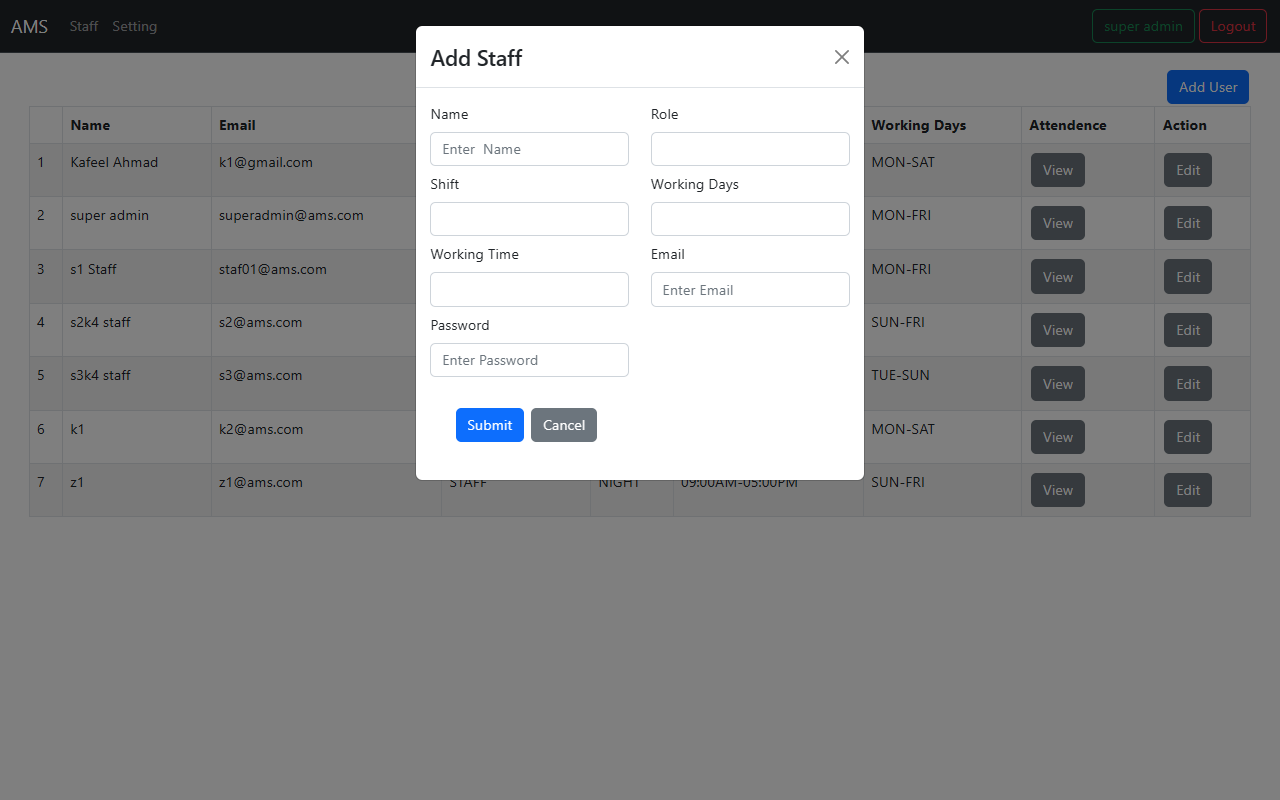 AMS Staff Setting super admin Logout
Add Staff
Add User
Name Role
Enter  Name
Shift Working Days
Working Time Email
Enter Email
Password
Enter Password
Submit Cancel
Name Email Working Days Attendence Action
1 Kafeel Ahmad k1@gmail.com MON-SAT View Edit
2 super admin superadmin@ams.com MON-FRI View Edit
3 s1 Staff staf01@ams.com MON-FRI View Edit
4 s2k4 staff s2@ams.com SUN-FRI View Edit
5 s3k4 staff s3@ams.com TUE-SUN View Edit
6 k1 k2@ams.com MON-SAT View Edit
7 z1 z1@ams.com STAFF NIGHT 09:00AM-05:00PM SUN-FRI View Edit